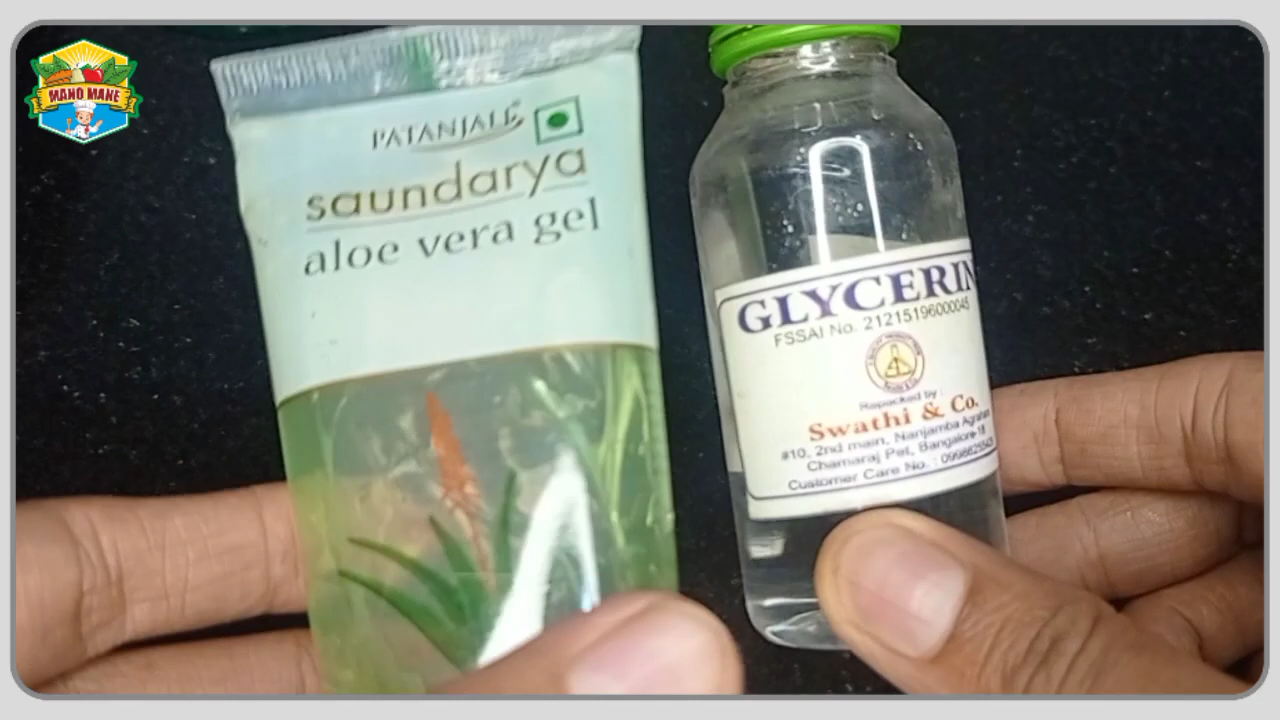 MANO MANE
PATANJALI
saundarya
aloe vera gel
GLYCERIN
FSSAI No. 21215196000045
Repacked by :
Swathi & Co.
#10, 2nd main, Nanjamba Agrahara
Chamaraj Pet, Bangalore-18
Customer Care No. :